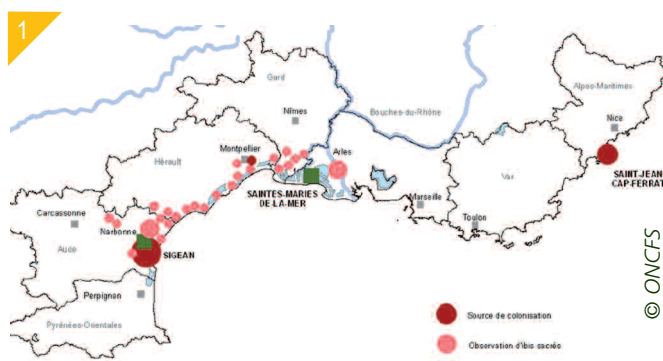 1
Gard
Alpes-Maritimes
Nîmes
Bouches-du-Rhône
Nice
Montpellier
Arles
Hérault
SAINT-JEAN
CAP-FERRAT
Var
SAINTES-MARIES
DE-LA-MER
Marseille
Carcassonne
Toulon
Narbonne
Aude
SIGEAN
Perpignan
Source de colonisation
Pyrénées-Orientales
Observation d'ibis sacrés
© ONCFS